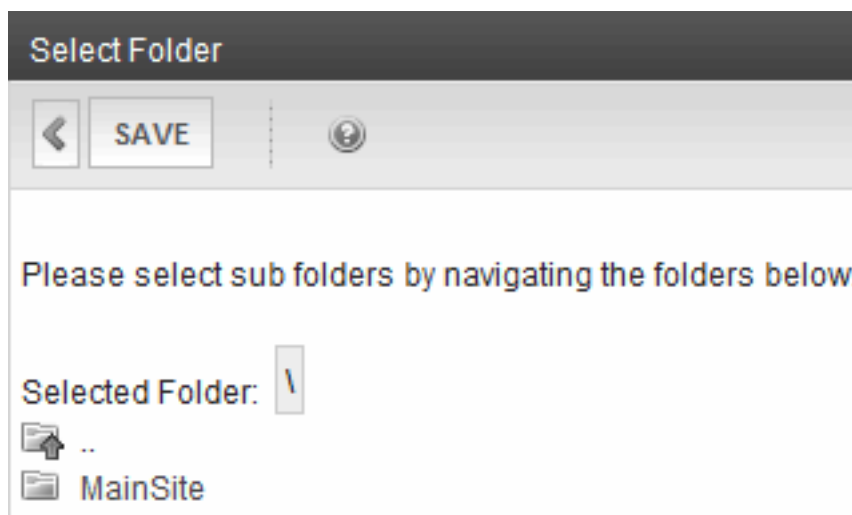 Select Folder
SAVE
Please select sub folders by navigating the folders below
Selected Folder: \
..
MainSite